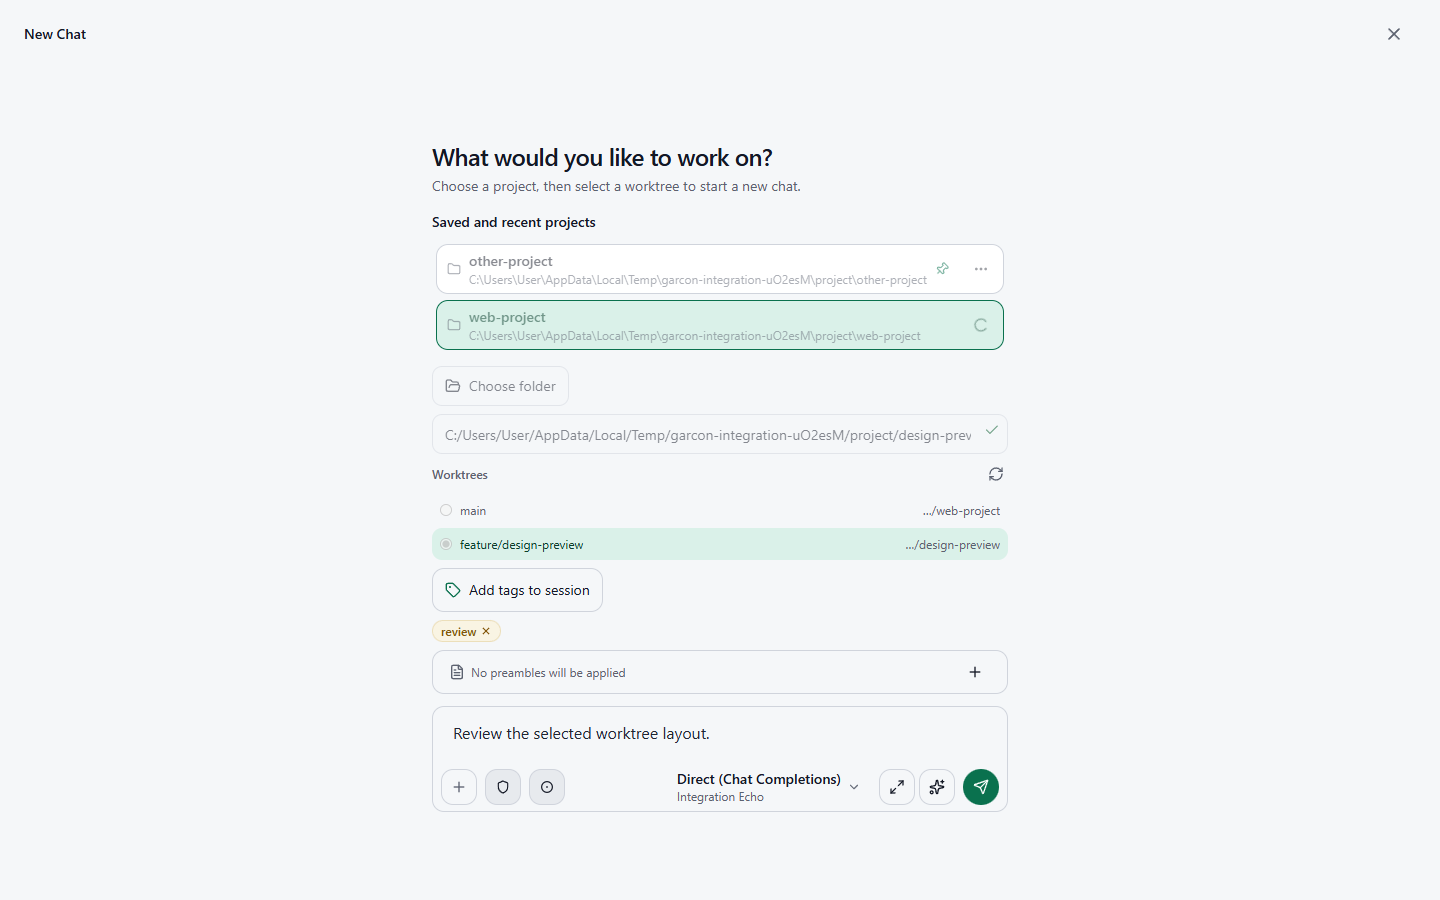 New Chat
What would you like to work on?
Choose a project, then select a worktree to start a new chat.
Saved and recent projects
other-project
C:\Users\User\AppData\Local\Temp\garcon-integration-uO2esM\project\other-project
web-project
C:\Users\User\AppData\Local\Temp\garcon-integration-uO2esM\project\web-project
Choose folder
C:/Users/User/AppData/Local/Temp/garcon-integration-uO2esM/project/design-prev
Worktrees
main .../web-project
feature/design-preview .../design-preview
Add tags to session
review
No preambles will be applied
Review the selected worktree layout.
Direct (Chat Completions)
Integration Echo